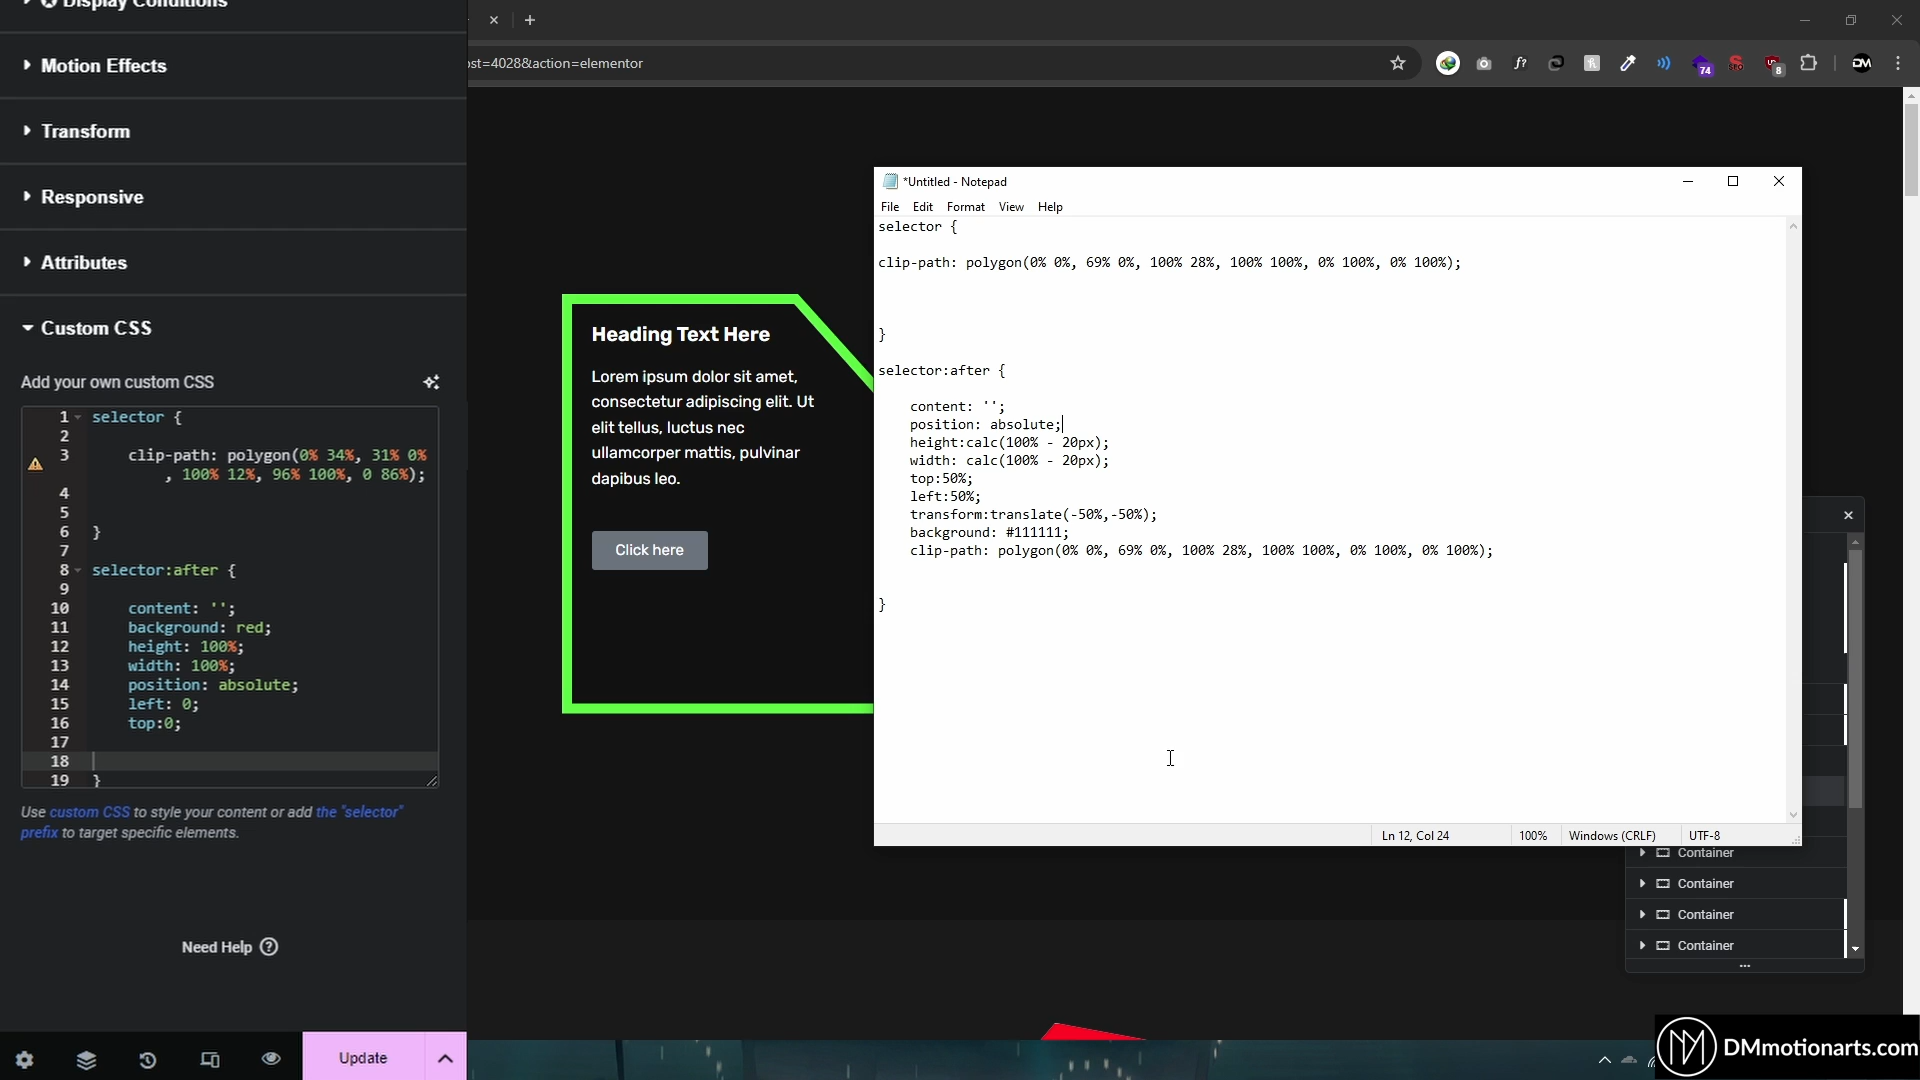 Display Conditions
Motion Effects
Transform
Responsive
Attributes
Custom CSS
Add your own custom CSS
1 selector {
2
3 clip-path: polygon(0% 34%, 31% 0%
, 100% 12%, 96% 100%, 0 86%);
4
5
6 }
7
8 selector:after {
9
10 content: '';
11 background: red;
12 height: 100%;
13 width: 100%;
14 position: absolute;
15 left: 0;
16 top:0;
17
18
19 }
Use custom CSS to style your content or add the "selector"
prefix to target specific elements.
Need Help
Update
ost=4028&action=elementor
f?
74
SEO
8
DM
Heading Text Here
Lorem ipsum dolor sit amet,
consectetur adipiscing elit. Ut
elit tellus, luctus nec
ullamcorper mattis, pulvinar
dapibus leo.
Click here
*Untitled - Notepad
File Edit Format View Help
selector {
clip-path: polygon(0% 0%, 69% 0%, 100% 28%, 100% 100%, 0% 100%, 0% 100%);
}
selector:after {
content: '';
position: absolute;
height:calc(100% - 20px);
width: calc(100% - 20px);
top:50%;
left:50%;
transform:translate(-50%,-50%);
background: #111111;
clip-path: polygon(0% 0%, 69% 0%, 100% 28%, 100% 100%, 0% 100%, 0% 100%);
}
Ln 12, Col 24 100% Windows (CRLF) UTF-8
Container
Container
Container
Container
DMmotionarts.com